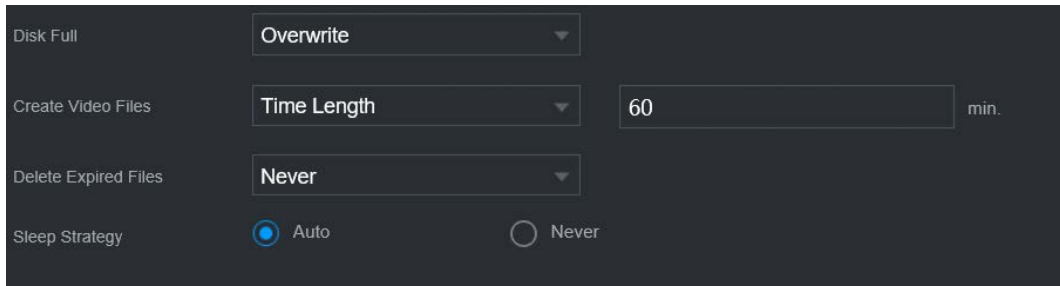 Disk Full Overwrite
Create Video Files Time Length 60 min.
Delete Expired Files Never
Sleep Strategy Auto Never